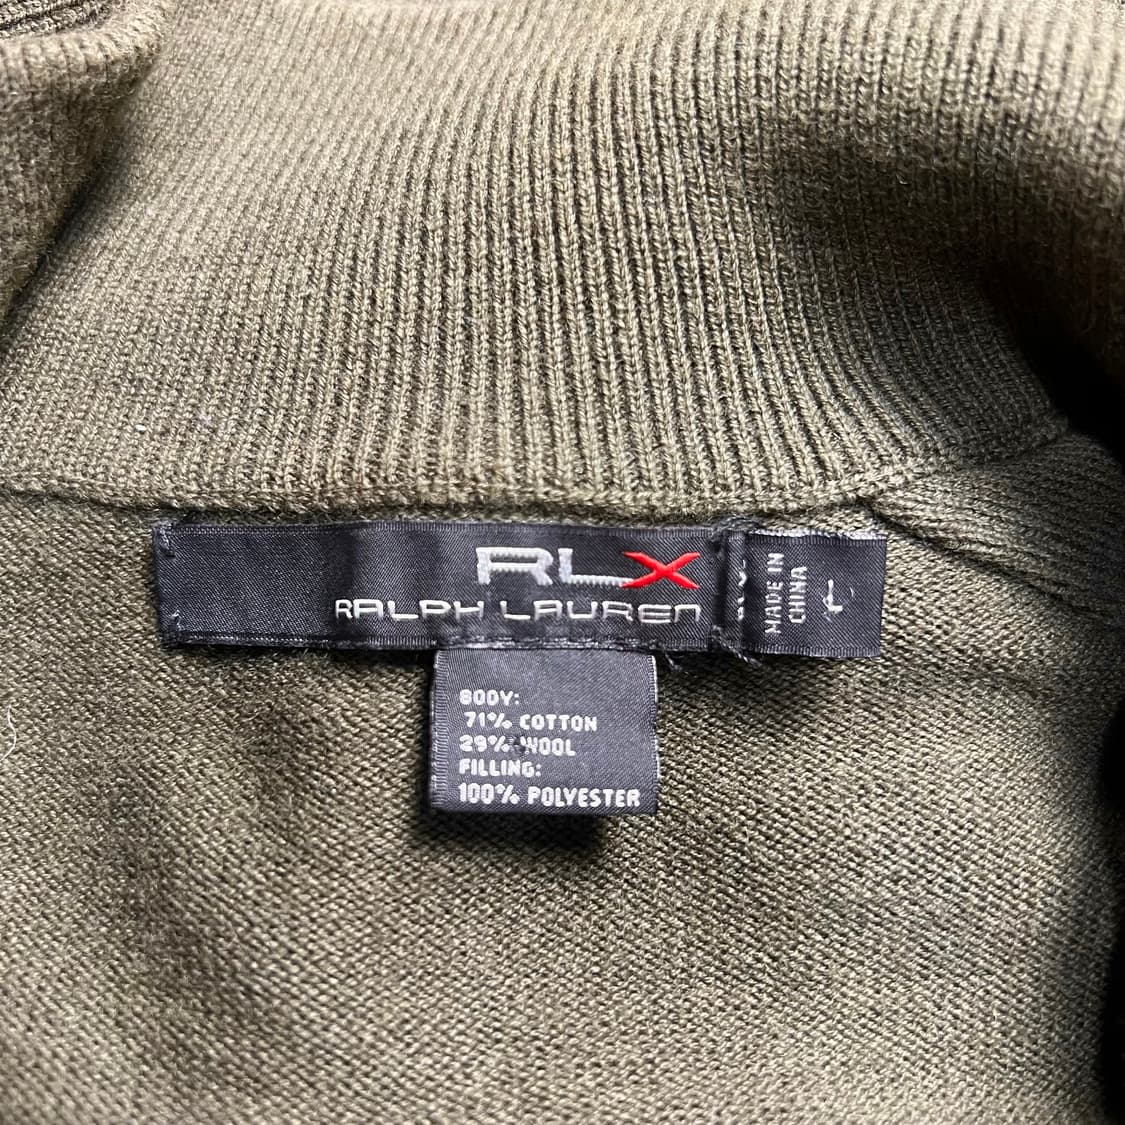 RLX
RALPH LAUREN
MADE IN
CHINA
L
BODY:
71% COTTON
29% WOOL
FILLING:
100% POLYESTER